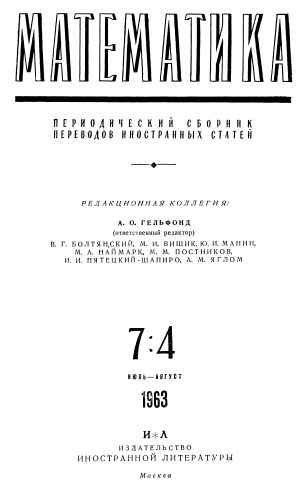 МАТЕМАТИКА
ПЕРИОДИЧЕСКИЙ СБОРНИК
ПЕРЕВОДОВ ИНОСТРАННЫХ СТАТЕЙ
РЕДАКЦИОННАЯ КОЛЛЕГИЯ:
А. О. ГЕЛЬФОНД
(ответственный редактор)
В. Г. БОЛТЯНСКИЙ, М. И. ВИШИК, Ю. И. МАНИН,
М. А. НАЙМАРК, М. М. ПОСТНИКОВ,
И. И. ПЯТЕЦКИЙ-ШАПИРО, А. М. ЯГЛОМ
7:4
ИЮЛЬ—АВГУСТ
1963
И*Л
ИЗДАТЕЛЬСТВО
ИНОСТРАННОЙ ЛИТЕРАТУРЫ
Москва